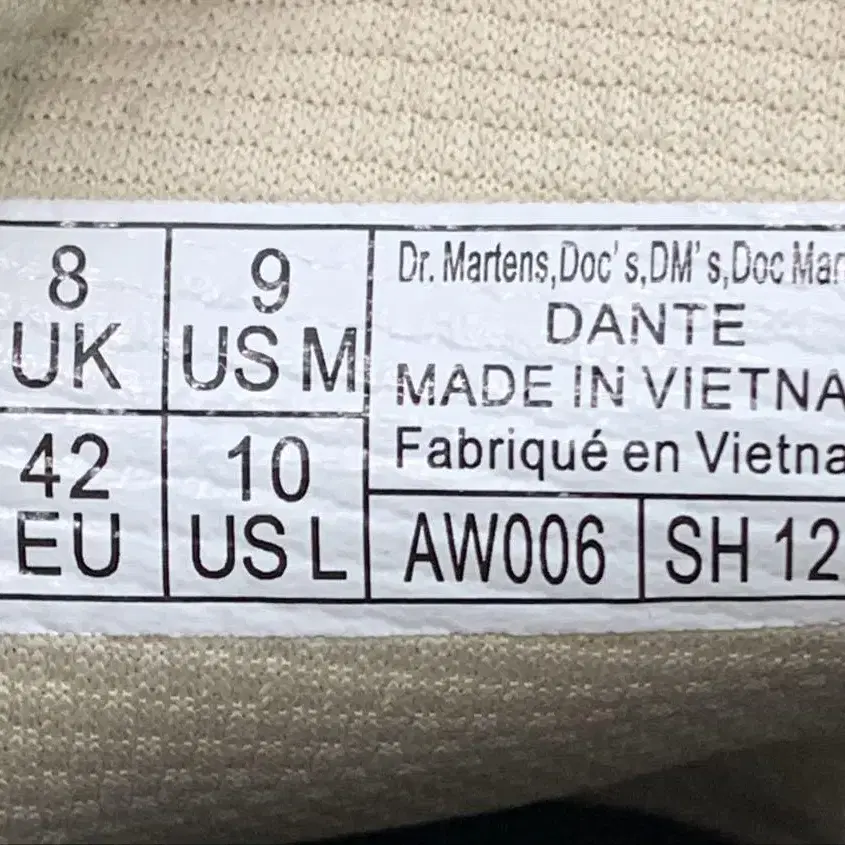 8
UK
9
US M
42
EU
10
US L
Dr. Martens,Doc's,DM's,Doc Mar
DANTE
MADE IN VIETNA
Fabriqué en Vietna
AW006
SH 12